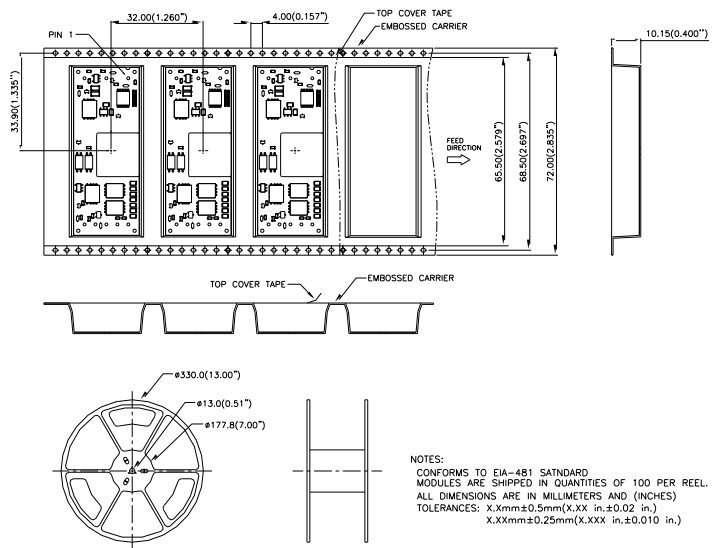 32.00(1.260")
4.00(0.157")
TOP COVER TAPE
EMBOSSED CARRIER
10.15(0.400")
PIN 1
33.90(1.335")
FEED
DIRECTION
65.50(2.579")
68.50(2.697")
72.00(2.835")
TOP COVER TAPE
EMBOSSED CARRIER
ø330.0(13.00")
ø13.0(0.51")
ø177.8(7.00")
NOTES:
CONFORMS TO EIA-481 SATNDARD
MODULES ARE SHIPPED IN QUANTITIES OF 100 PER REEL.
ALL DIMENSIONS ARE IN MILLIMETERS AND (INCHES)
TOLERANCES: X.Xmm±0.5mm(X.XX in.±0.02 in.)
X.XXmm±0.25mm(X.XXX in.±0.010 in.)